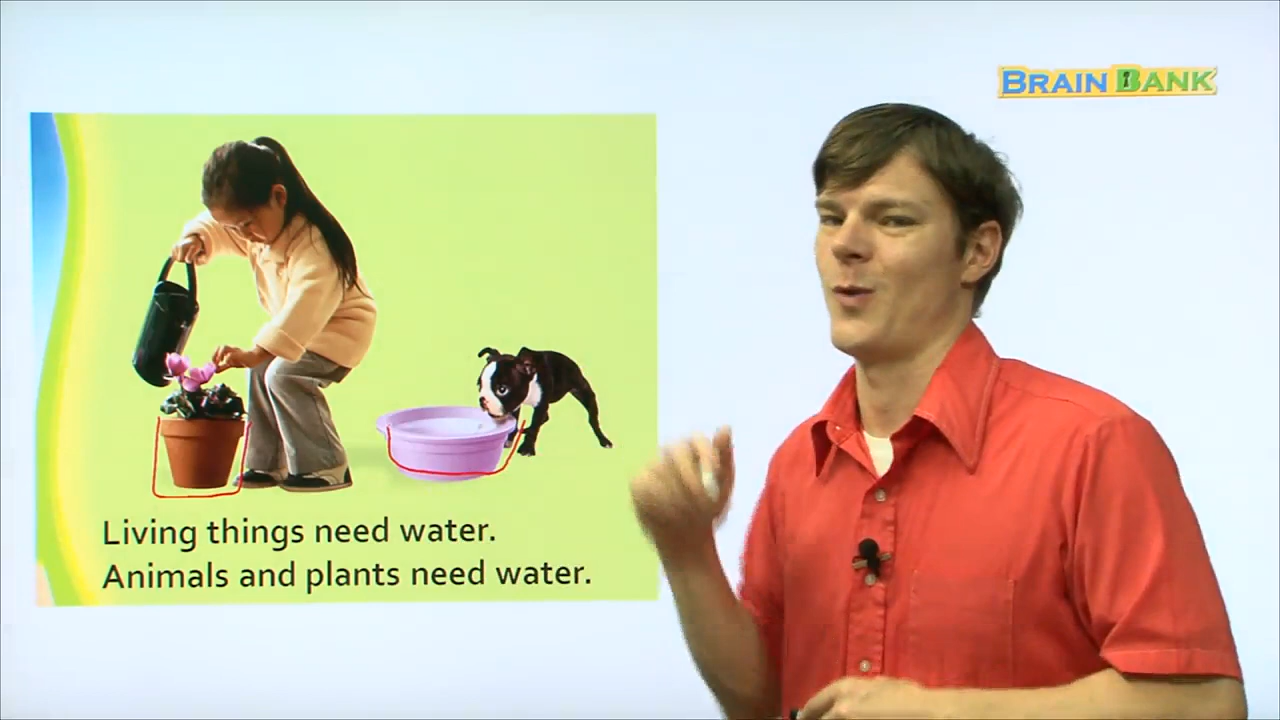 BRAIN BANK
Living things need water.
Animals and plants need water.